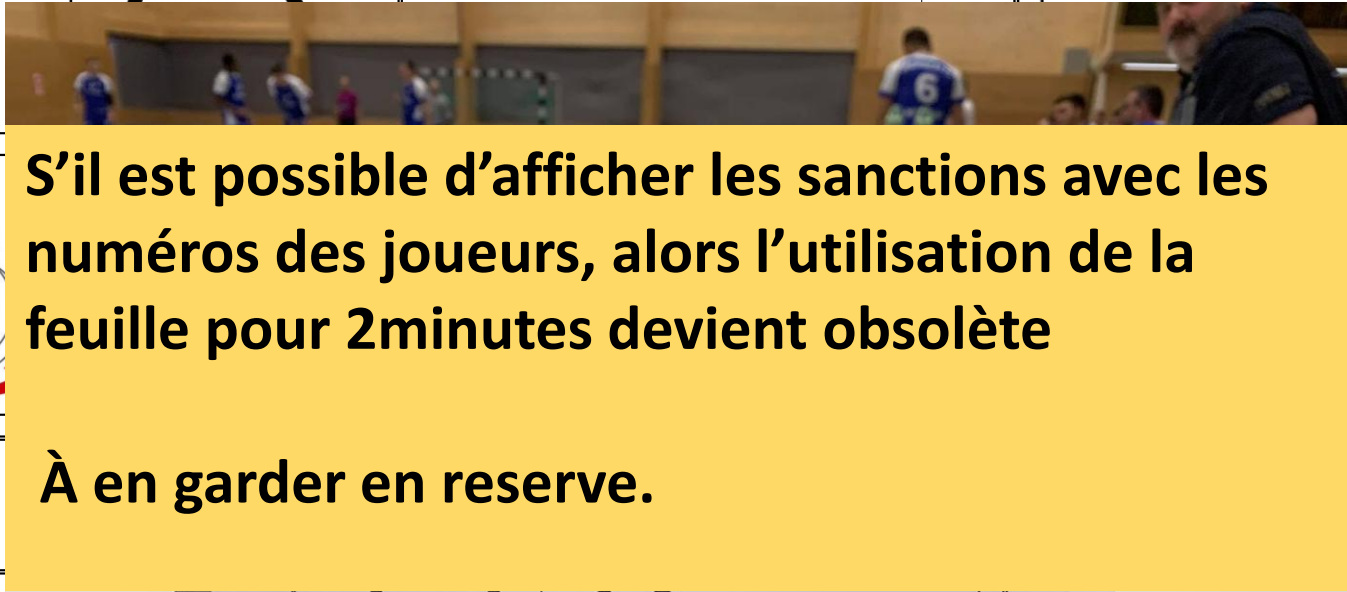 6
S’il est possible d’afficher les sanctions avec les
numéros des joueurs, alors l’utilisation de la
feuille pour 2minutes devient obsolète
À en garder en reserve.